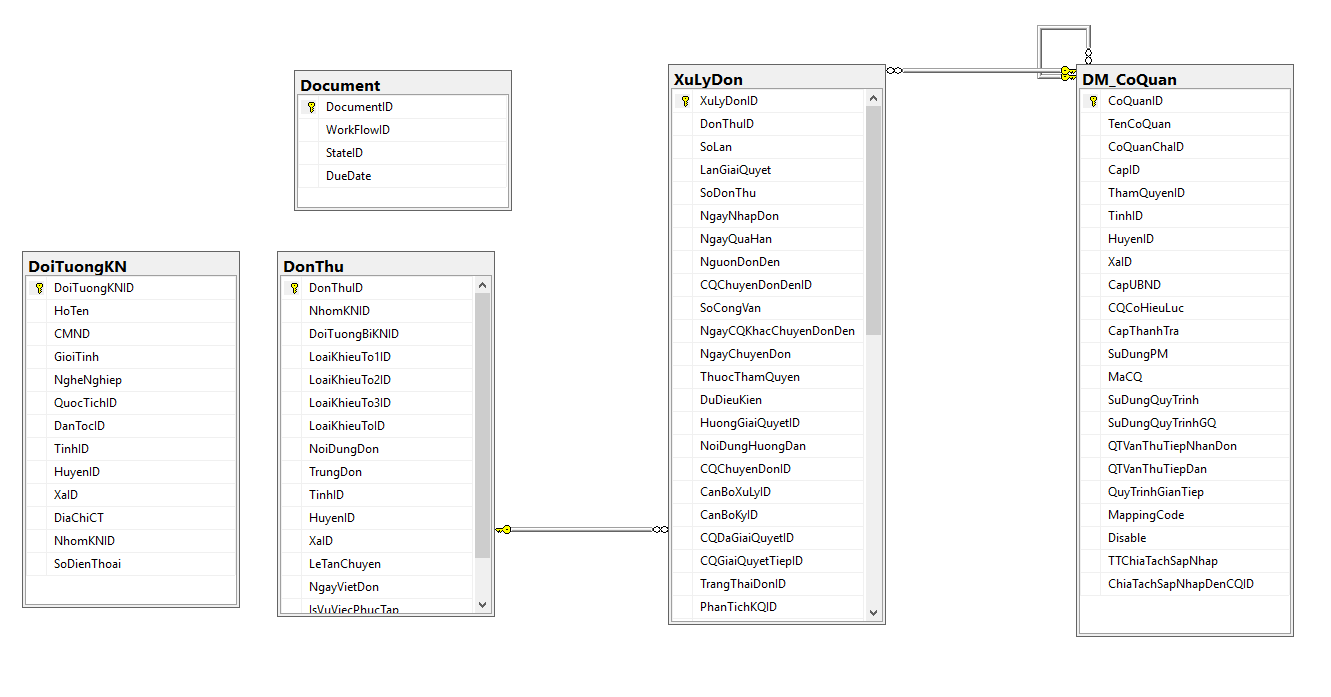 Document
DocumentID
WorkFlowID
StateID
DueDate
DoiTuongKN
DoiTuongKNID
HoTen
CMND
GioiTinh
NgheNghiep
QuocTichID
DanTocID
TinhID
HuyenID
XaID
DiaChiCT
NhomKNID
SoDienThoai
DonThu
DonThuID
NhomKNID
DoiTuongBiKNID
LoaiKhieuTo1ID
LoaiKhieuTo2ID
LoaiKhieuTo3ID
LoaiKhieuToID
NoiDungDon
TrungDon
TinhID
HuyenID
XaID
LeTanChuyen
NgayVietDon
IsVuViecPhucTap
XuLyDon
XuLyDonID
DonThuID
SoLan
LanGiaiQuyet
SoDonThu
NgayNhapDon
NgayQuaHan
NguonDonDen
CQChuyenDonDenID
SoCongVan
NgayCQKhacChuyenDonDen
NgayChuyenDon
ThuocThamQuyen
DuDieuKien
HuongGiaiQuyetID
NoiDungHuongDan
CQChuyenDonID
CanBoXuLyID
CanBoKyID
CQDaGiaiQuyetID
CQGiaiQuyetTiepID
TrangThaiDonID
PhanTichKQID
DM_CoQuan
CoQuanID
TenCoQuan
CoQuanChaID
CapID
ThamQuyenID
TinhID
HuyenID
XaID
CapUBND
CQCoHieuLuc
CapThanhTra
SuDungPM
MaCQ
SuDungQuyTrinh
SuDungQuyTrinhGQ
QTVanThuTiepNhanDon
QTVanThuTiepDan
QuyTrinhGianTiep
MappingCode
Disable
TTChiaTachSapNhap
ChiaTachSapNhapDenCQID